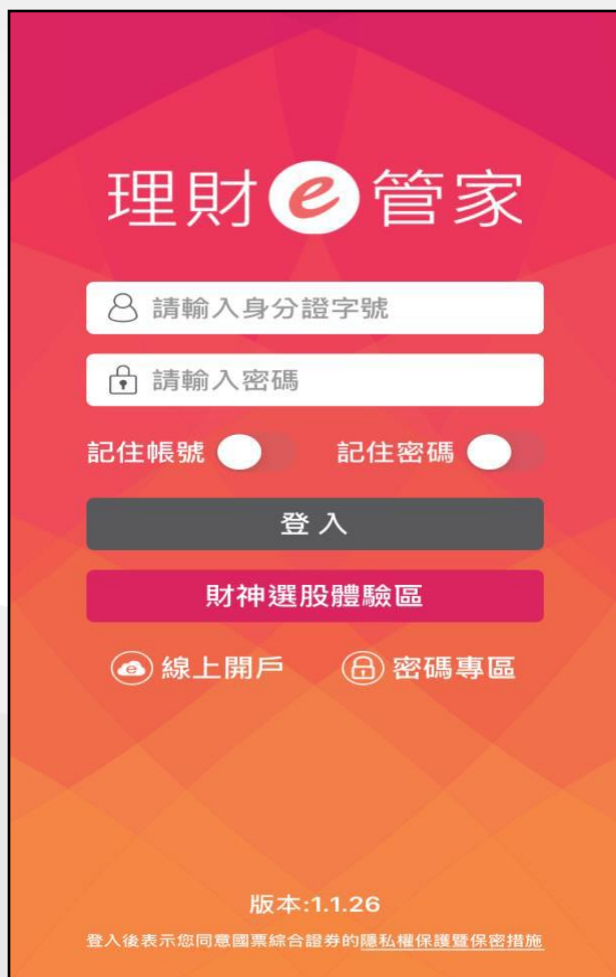 理財e管家
請輸入身分證字號
請輸入密碼
記住帳號 記住密碼
登入
財神選股體驗區
線上開戶 密碼專區
版本:1.1.26
登入後表示您同意國票綜合證券的隱私權保護暨保密措施